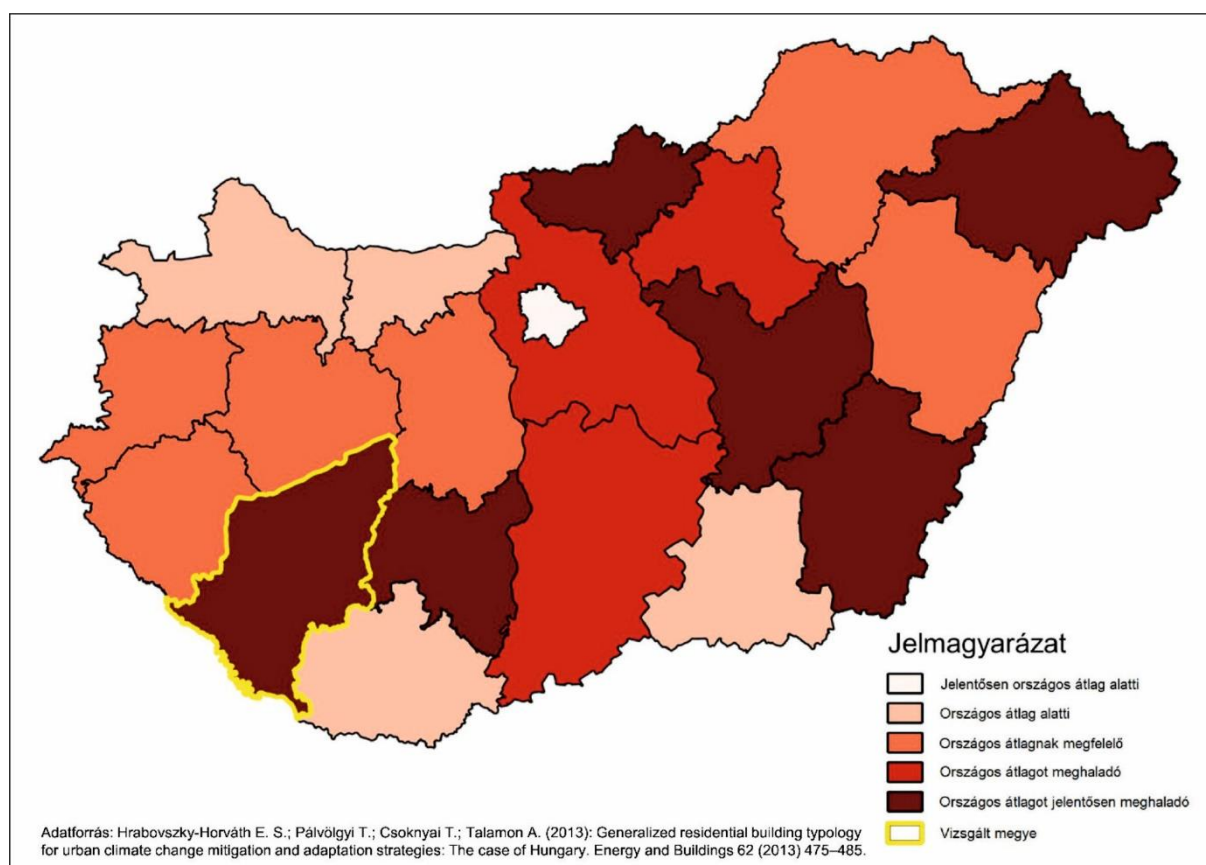 Jelmagyarázat
Jelentősen országos átlag alatti
Országos átlag alatti
Országos átlagnak megfelelő
Országos átlagot meghaladó
Országos átlagot jelentősen meghaladó
Vizsgált megye
Adatforrás: Hrabovszky-Horváth E. S.; Pálvölgyi T.; Csoknyai T.; Talamon A. (2013): Generalized residential building typology
for urban climate change mitigation and adaptation strategies: The case of Hungary. Energy and Buildings 62 (2013) 475–485.